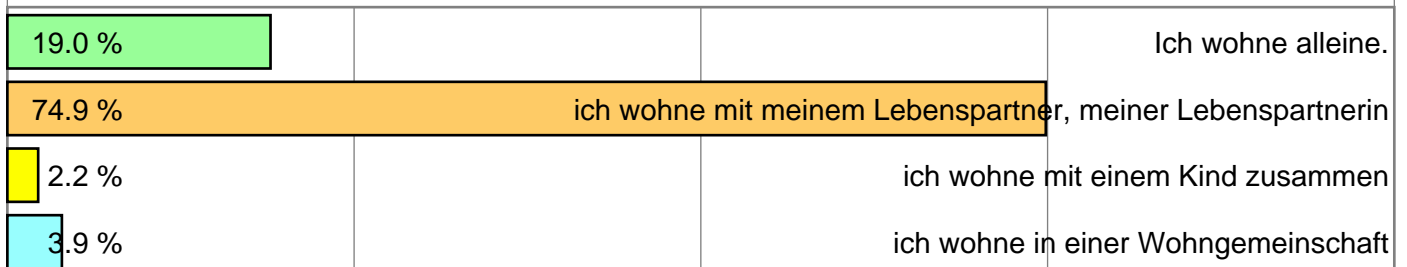 19.0 % Ich wohne alleine.
74.9 % ich wohne mit meinem Lebenspartner, meiner Lebenspartnerin
2.2 % ich wohne mit einem Kind zusammen
3.9 % ich wohne in einer Wohngemeinschaft